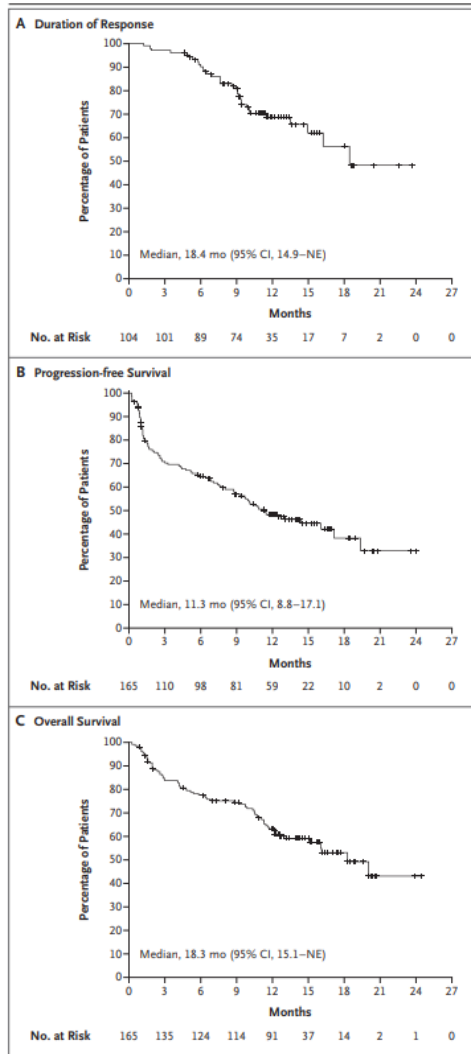 A Duration of Response
100
90
80
70
60
50
40
30
20
10
0
Percentage of Patients
Median, 18.4 mo (95% CI, 14.9–NE)
0 3 6 9 12 15 18 21 24 27
Months
No. at Risk 104 101 89 74 35 17 7 2 0 0
B Progression-free Survival
100
90
80
70
60
50
40
30
20
10
0
Percentage of Patients
Median, 11.3 mo (95% CI, 8.8–17.1)
0 3 6 9 12 15 18 21 24 27
Months
No. at Risk 165 110 98 81 59 22 10 2 0 0
C Overall Survival
100
90
80
70
60
50
40
30
20
10
0
Percentage of Patients
Median, 18.3 mo (95% CI, 15.1–NE)
0 3 6 9 12 15 18 21 24 27
Months
No. at Risk 165 135 124 114 91 37 14 2 1 0